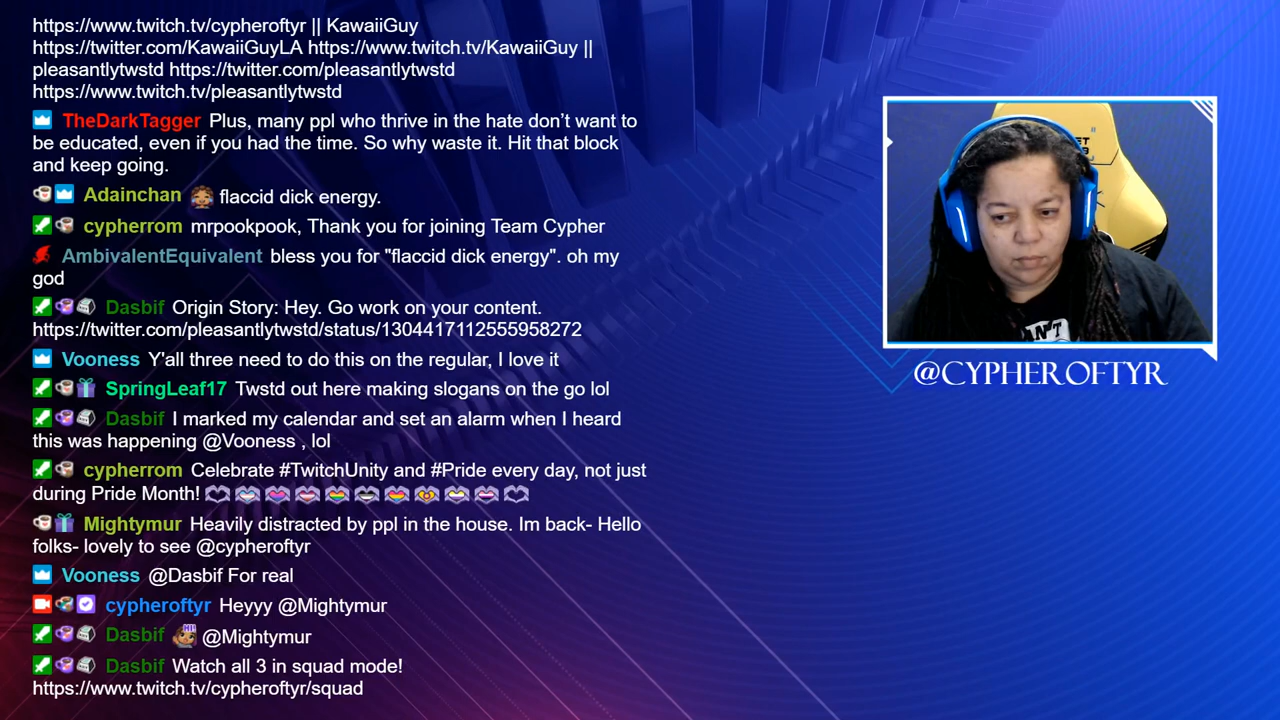 https://www.twitch.tv/cypheroftyr || KawaiiGuy
https://twitter.com/KawaiiGuyLA https://www.twitch.tv/KawaiiGuy ||
pleasantlytwstd https://twitter.com/pleasantlytwstd
https://www.twitch.tv/pleasantlytwstd
TheDarkTagger Plus, many ppl who thrive in the hate don’t want to
be educated, even if you had the time. So why waste it. Hit that block
and keep going.
Adainchan flaccid dick energy.
cypherrom mrpookpook, Thank you for joining Team Cypher
AmbivalentEquivalent bless you for "flaccid dick energy". oh my
god
Dasbif Origin Story: Hey. Go work on your content.
https://twitter.com/pleasantlytwstd/status/1304417112555958272
Vooness Y'all three need to do this on the regular, I love it
SpringLeaf17 Twstd out here making slogans on the go lol
Dasbif I marked my calendar and set an alarm when I heard
this was happening @Vooness , lol
cypherrom Celebrate #TwitchUnity and #Pride every day, not just
during Pride Month!
Mightymur Heavily distracted by ppl in the house. Im back- Hello
folks- lovely to see @cypheroftyr
Vooness @Dasbif For real
cypheroftyr Heyyy @Mightymur
Dasbif HI @Mightymur
Dasbif Watch all 3 in squad mode!
https://www.twitch.tv/cypheroftyr/squad
@CYPHEROFTYR